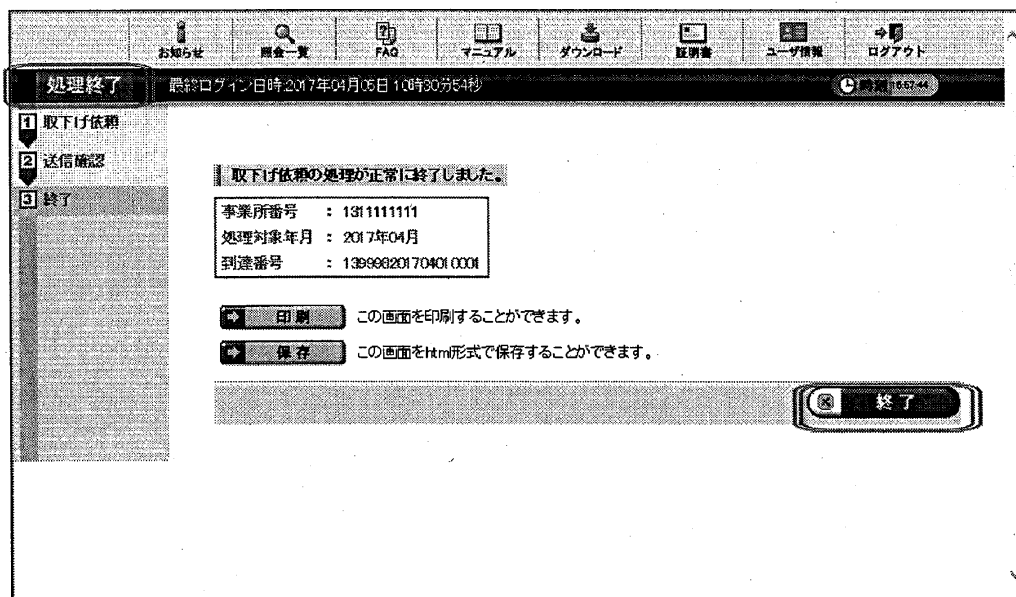 お知らせ 照会一覧 FAQ マニュアル ダウンロード 証明書 ユーザ情報 ログアウト
処理終了 最終ログイン日時:2017年04月05日 10時30分54秒
1 取下げ依頼
2 送信確認
3 終了
取下げ依頼の処理が正常に終了しました。
事業所番号 : 1311111111
処理対象年月 : 2017年04月
到達番号 : 139998201704010001
印刷 この画面を印刷することができます。
保存 この画面をhtml形式で保存することができます。
終了